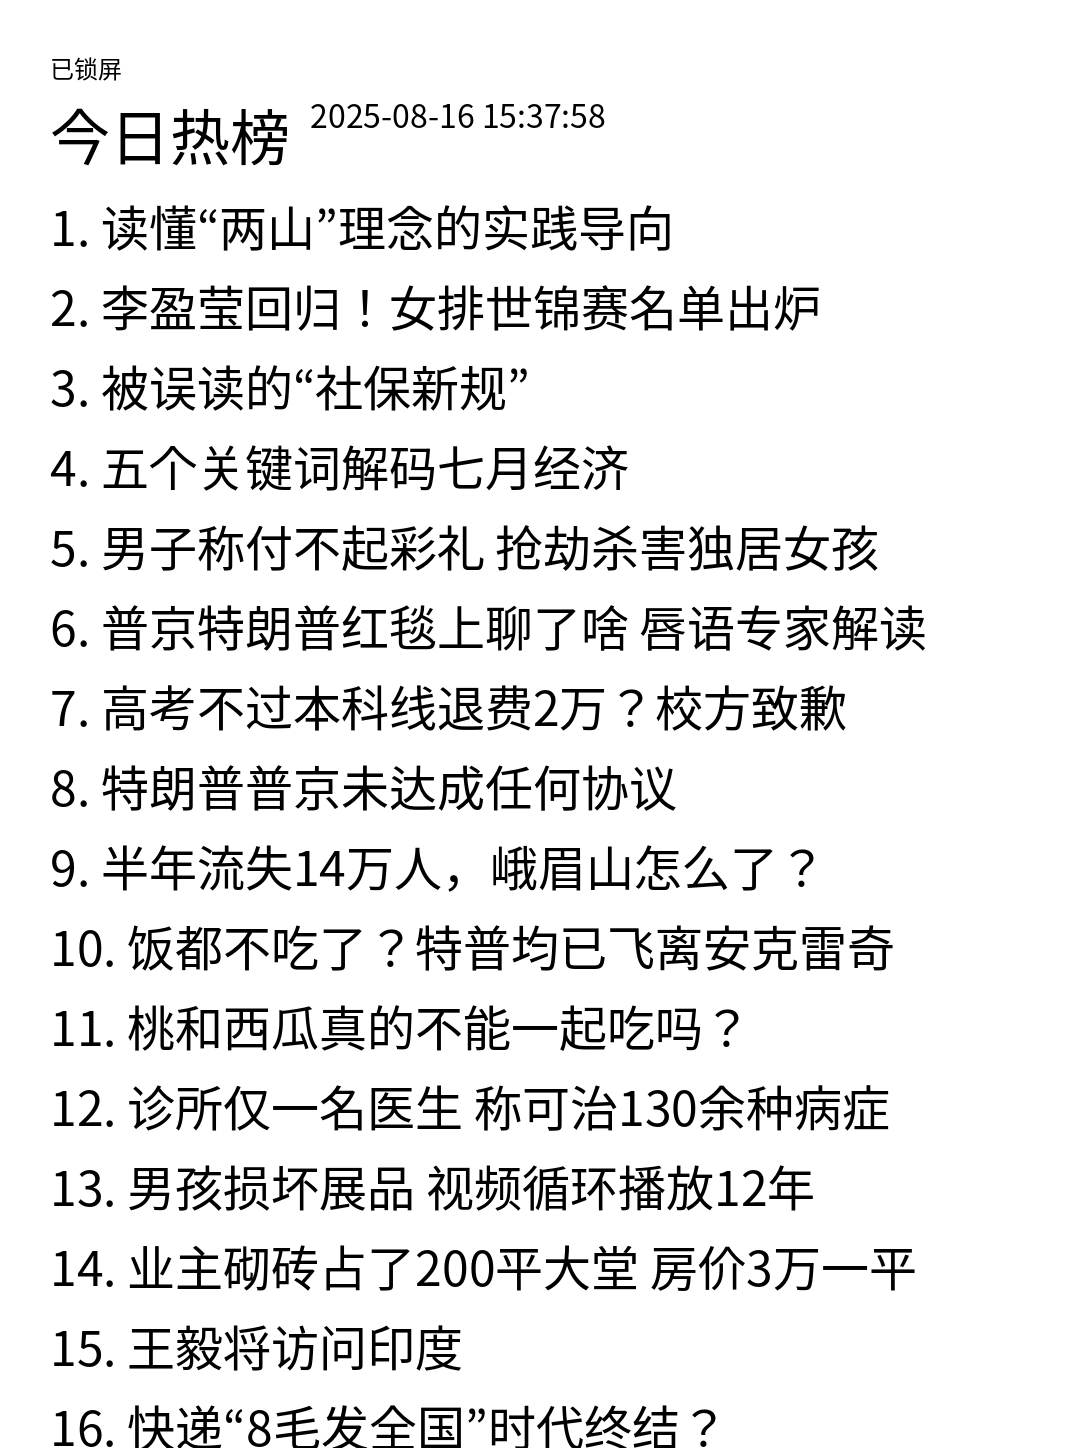 已锁屏
今日热榜 2025-08-16 15:37:58
1. 读懂“两山”理念的实践导向
2. 李盈莹回归！女排世锦赛名单出炉
3. 被误读的“社保新规”
4. 五个关键词解码七月经济
5. 男子称付不起彩礼 抢劫杀害独居女孩
6. 普京特朗普红毯上聊了啥 唇语专家解读
7. 高考不过本科线退费2万？校方致歉
8. 特朗普普京未达成任何协议
9. 半年流失14万人，峨眉山怎么了？
10. 饭都不吃了？特普均已飞离安克雷奇
11. 桃和西瓜真的不能一起吃吗？
12. 诊所仅一名医生 称可治130余种病症
13. 男孩损坏展品 视频循环播放12年
14. 业主砌砖占了200平大堂 房价3万一平
15. 王毅将访问印度
16. 快递“8毛发全国”时代终结？